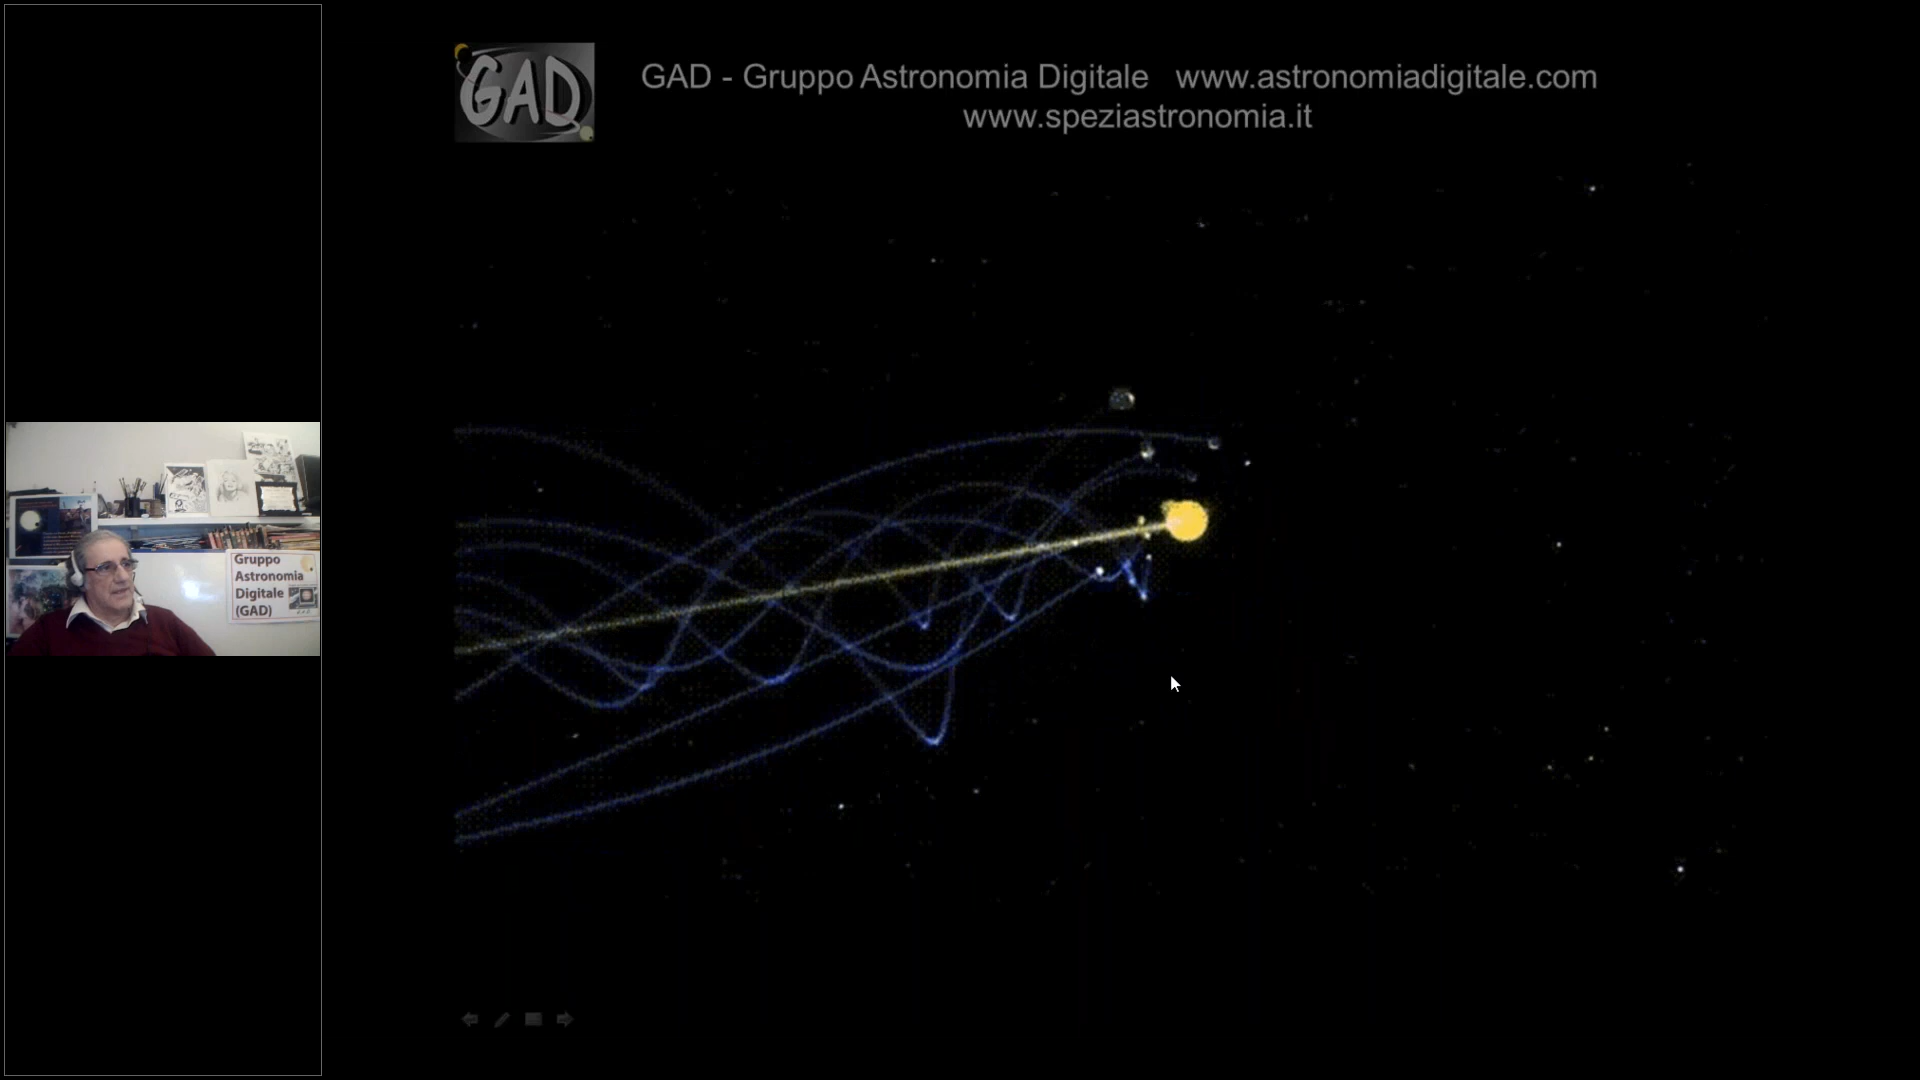 GAD
GAD - Gruppo Astronomia Digitale www.astronomiadigitale.com
www.speziastronomia.it
Gruppo
Astronomia
Digitale
(GAD)